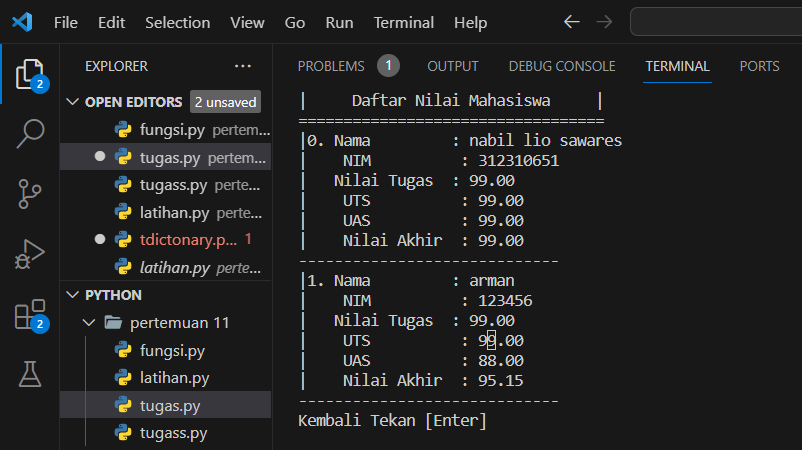 File Edit Selection View Go Run Terminal Help
EXPLORER ...
2
OPEN EDITORS 2 unsaved
fungsi.py pertem...
tugas.py pertem...
tugass.py perte...
latihan.py perte...
tdictonary.p... 1
latihan.py perte...
PYTHON
pertemuan 11
2
fungsi.py
latihan.py
tugas.py
tugass.py
PROBLEMS 1 OUTPUT DEBUG CONSOLE TERMINAL PORTS
| Daftar Nilai Mahasiswa |
==================================
|0. Nama : nabil lio sawares
| NIM : 312310651
| Nilai Tugas : 99.00
| UTS : 99.00
| UAS : 99.00
| Nilai Akhir : 99.00
-----------------------------
|1. Nama : arman
| NIM : 123456
| Nilai Tugas : 99.00
| UTS : 99.00
| UAS : 88.00
| Nilai Akhir : 95.15
-----------------------------
Kembali Tekan [Enter]